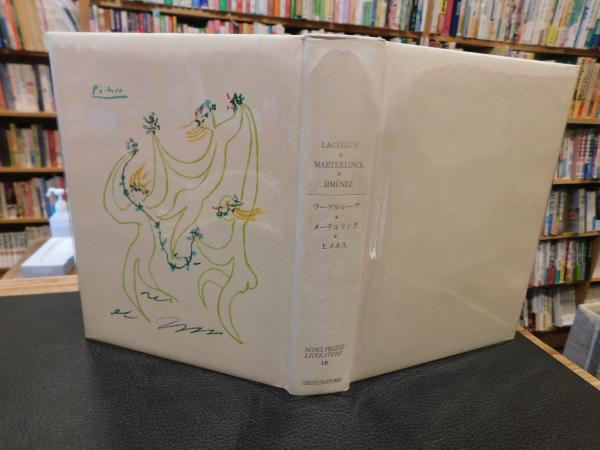 Picasso
LAGERLÖF
MAETERLINCK
JIMÉNEZ
ラーゲルレーヴ
メーテルリンク
ヒメネス
NOBEL PRIZED
LITERATURE
SHUFUNOTOMO